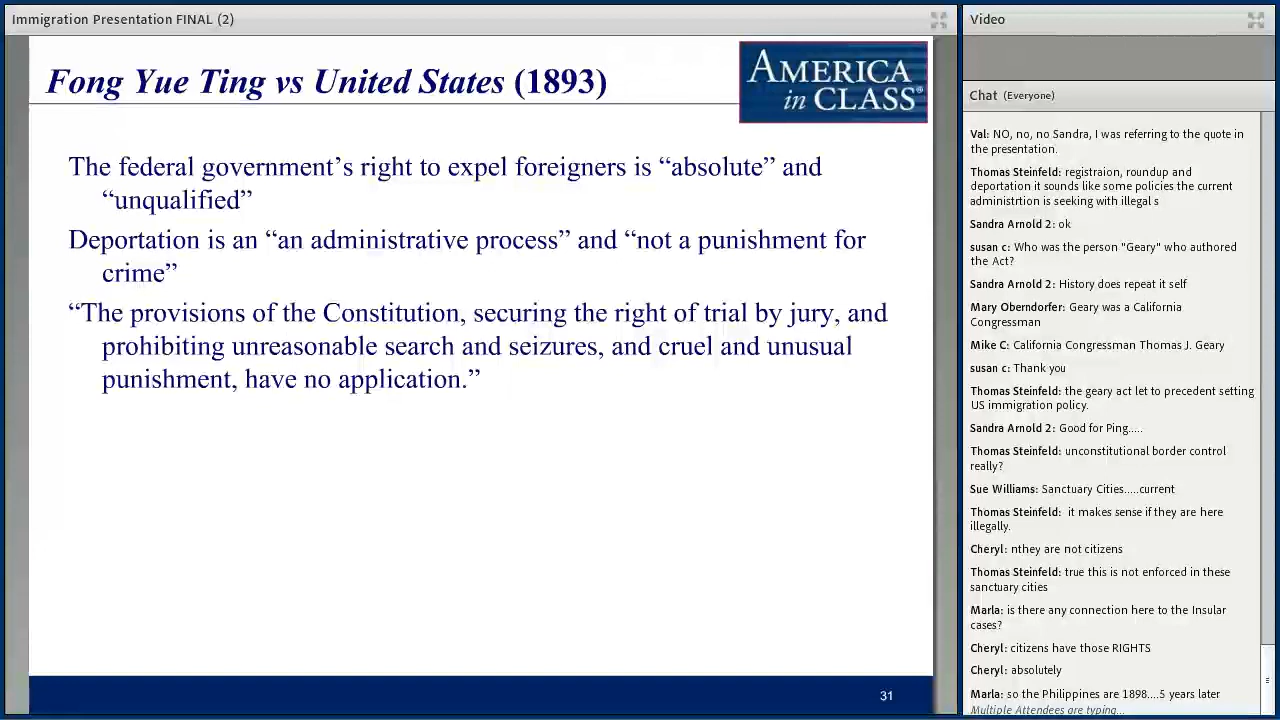 Immigration Presentation FINAL (2)
Fong Yue Ting vs United States (1893)
AMERICA
in CLASS®
The federal government’s right to expel foreigners is “absolute” and
“unqualified”
Deportation is an “an administrative process” and “not a punishment for
crime”
“The provisions of the Constitution, securing the right of trial by jury, and
prohibiting unreasonable search and seizures, and cruel and unusual
punishment, have no application.”
31
Video
Chat (Everyone)
Val: NO, no, no Sandra, I was referring to the quote in
the presentation.
Thomas Steinfeld: registraion, roundup and
deportation it sounds like some policies the current
administrtion is seeking with illegal s
Sandra Arnold 2: ok
susan c: Who was the person "Geary" who authored
the Act?
Sandra Arnold 2: History does repeat it self
Mary Oberndorfer: Geary was a California
Congressman
Mike C: California Congressman Thomas J. Geary
susan c: Thank you
Thomas Steinfeld: the geary act let to precedent setting
US immigration policy.
Sandra Arnold 2: Good for Ping.....
Thomas Steinfeld: unconstitutional border control
really?
Sue Williams: Sanctuary Cities.....current
Thomas Steinfeld: it makes sense if they are here
illegally.
Cheryl: nthey are not citizens
Thomas Steinfeld: true this is not enforced in these
sanctuary cities
Marla: is there any connection here to the Insular
cases?
Cheryl: citizens have those RIGHTS
Cheryl: absolutely
Marla: so the Philippines are 1898....5 years later
Multiple Attendees are typing...